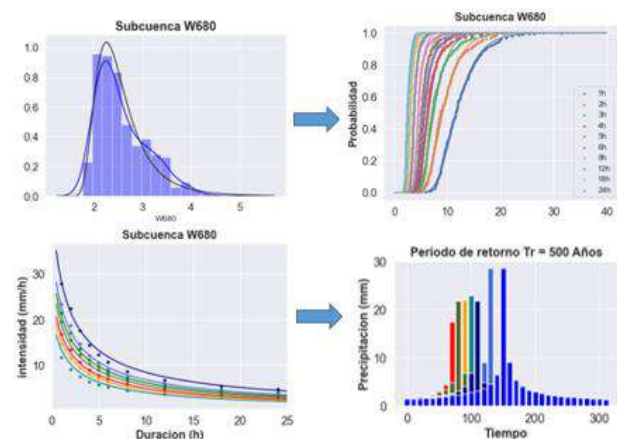 Subcuenca W680
1.0
0.8
0.6
0.4
0.2
0.0
2
3
4
5
W680
Subcuenca W680
Probabilidad
1.0
0.8
0.6
0.4
0.2
0.0
0
10
20
30
40
1h
2h
3h
4h
5h
6h
8h
12h
18h
24h
Subcuenca W680
intensidad (mm/h)
30
20
10
0
5
10
15
20
25
Duracion (h)
Periodo de retorno Tr = 500 Años
Precipitacion (mm)
30
20
10
0
0
100
200
300
Tiempo